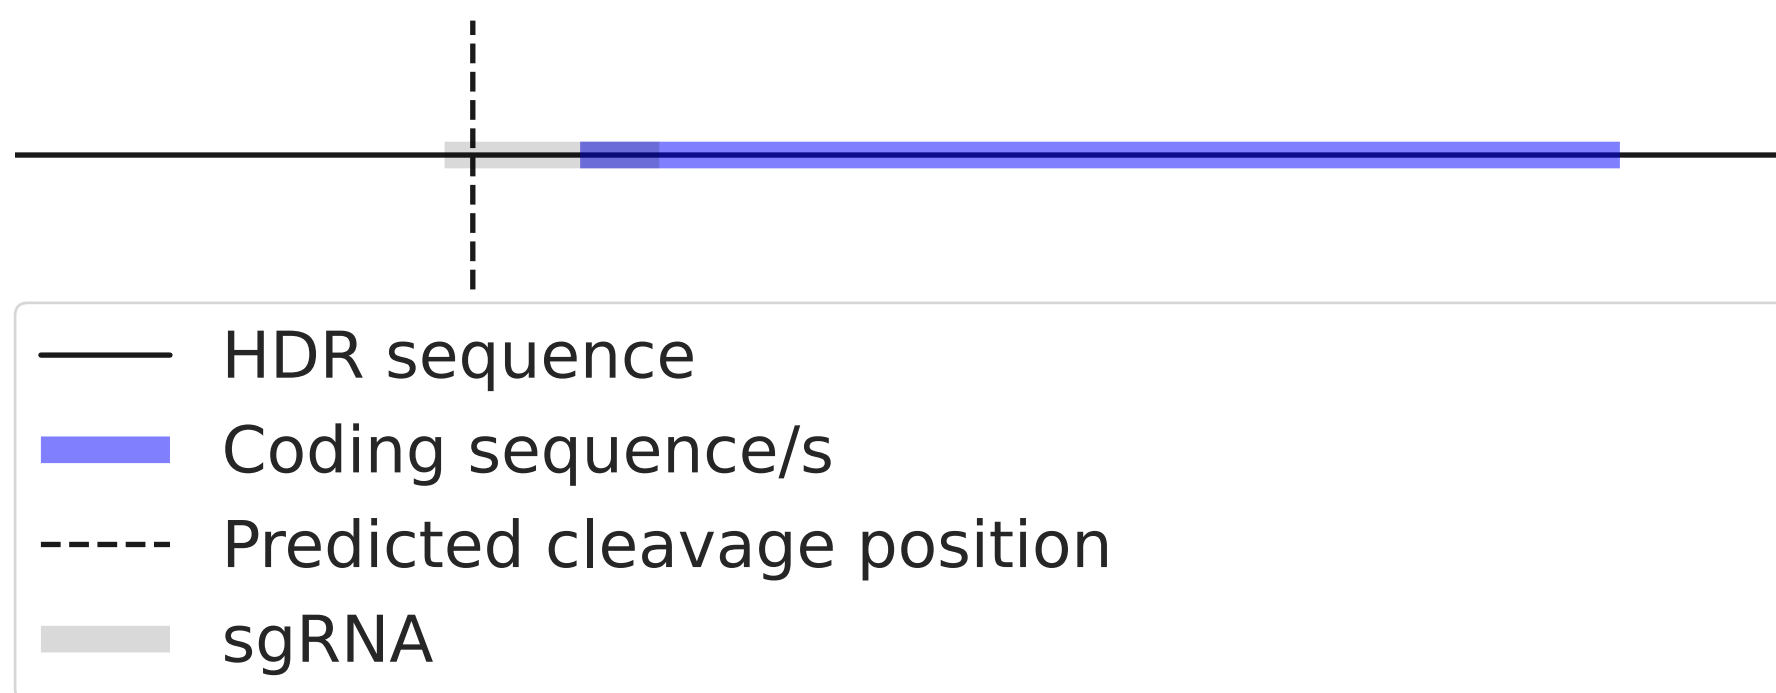 HDR sequence
Coding sequence/s
Predicted cleavage position
sgRNA